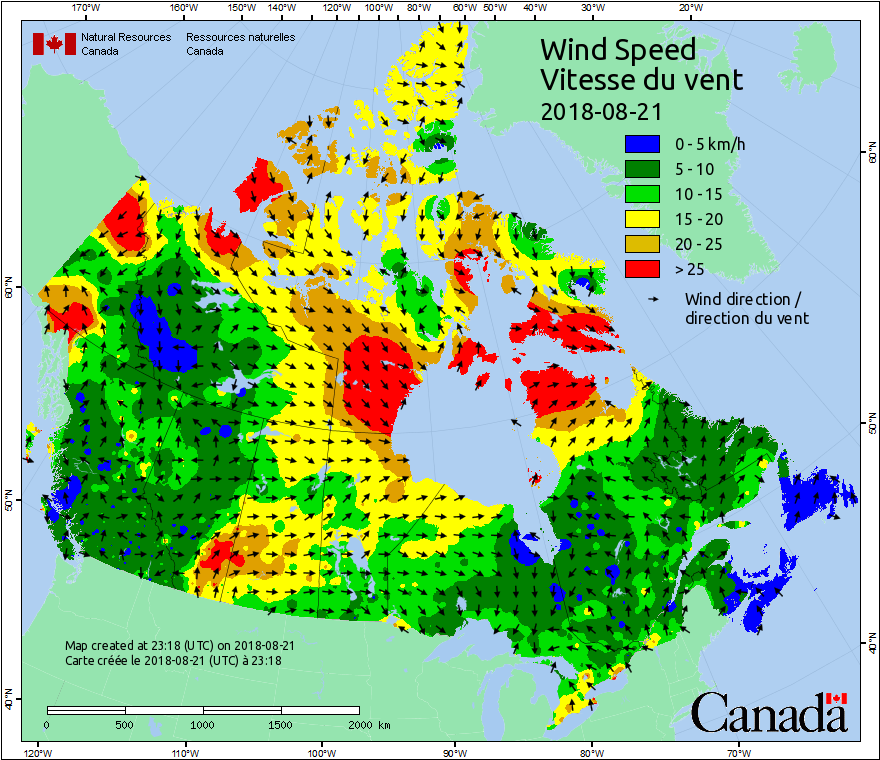 170°W 160°W 150°W 140°W 120°W 100°W 80°W 60°W 50°W 40°W 30°W 20°W
Natural Resources Canada
Ressources naturelles Canada
Wind Speed
Vitesse du vent
2018-08-21
0 - 5 km/h
5 - 10
10 - 15
15 - 20
20 - 25
> 25
Wind direction /
direction du vent
60°N
50°N
40°N
60°N
50°N
40°N
Map created at 23:18 (UTC) on 2018-08-21
Carte créée le 2018-08-21 (UTC) à 23:18
0 500 1000 1500 2000 km
Canada
120°W 110°W 100°W 90°W 80°W 70°W